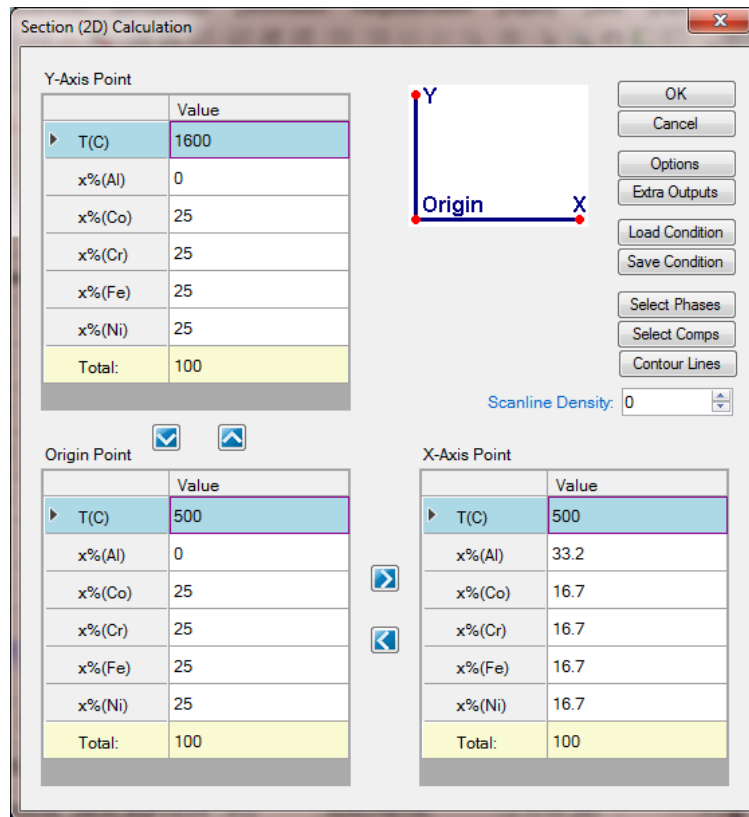 Section (2D) Calculation
Y-Axis Point
Value
T(C) 1600
x%(Al) 0
x%(Co) 25
x%(Cr) 25
x%(Fe) 25
x%(Ni) 25
Total: 100
Y
Origin X
OK
Cancel
Options
Extra Outputs
Load Condition
Save Condition
Select Phases
Select Comps
Contour Lines
Scanline Density: 0
Origin Point
Value
T(C) 500
x%(Al) 0
x%(Co) 25
x%(Cr) 25
x%(Fe) 25
x%(Ni) 25
Total: 100
X-Axis Point
Value
T(C) 500
x%(Al) 33.2
x%(Co) 16.7
x%(Cr) 16.7
x%(Fe) 16.7
x%(Ni) 16.7
Total: 100